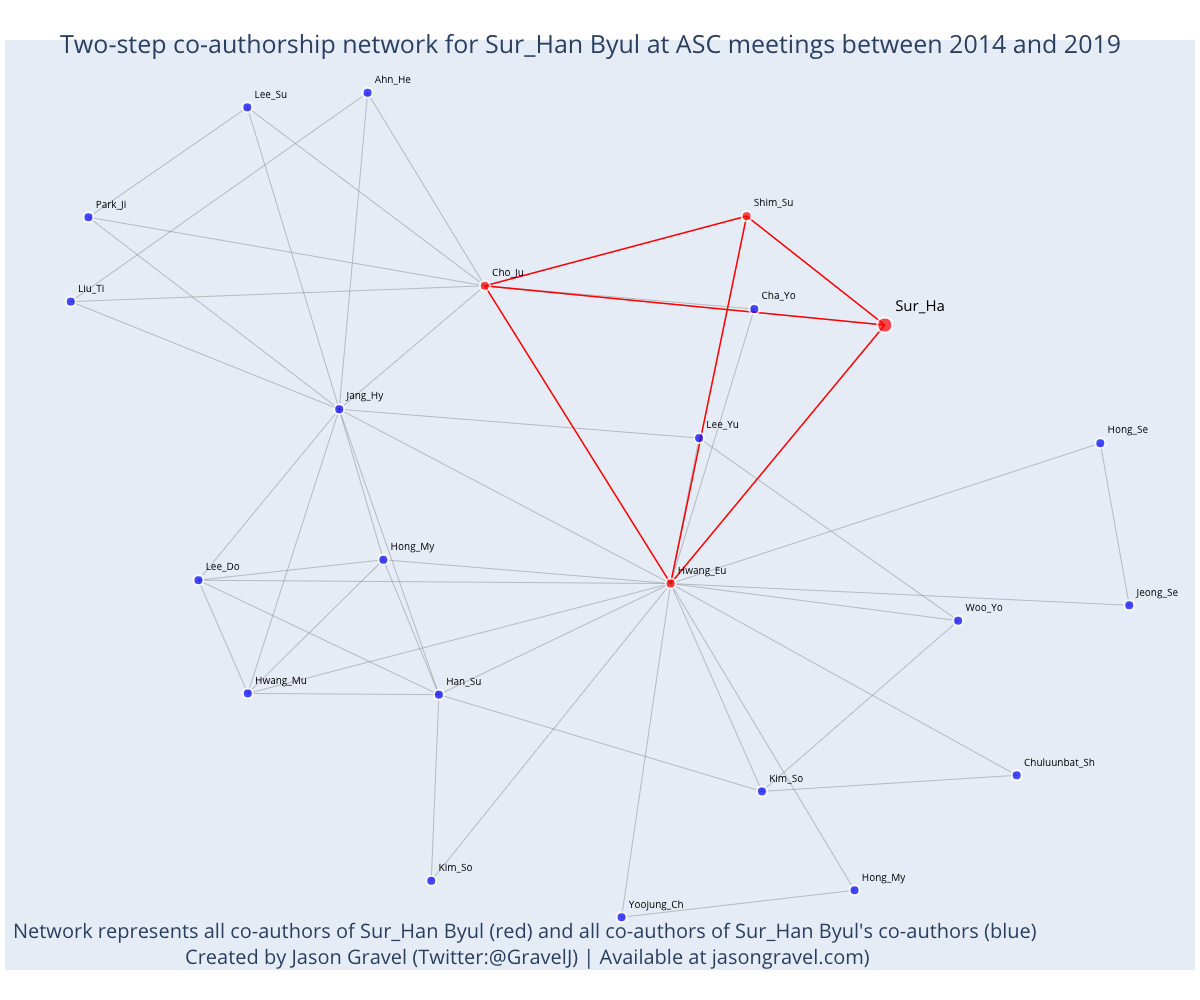 Two-step co-authorship network for Sur_Han Byul at ASC meetings between 2014 and 2019
Ahn_He
Lee_Su
Park_Ji
Shim_Su
Cho_Ju
Liu_Ti
Cha_Yo
Sur_Ha
Jang_Hy
Lee_Yu
Hong_Se
Hong_My
Lee_Do
Hwang_Eu
Jeong_Se
Woo_Yo
Hwang_Mu
Han_Su
Chuluunbat_Sh
Kim_So
Kim_So
Hong_My
Yoojung_Ch
Network represents all co-authors of Sur_Han Byul (red) and all co-authors of Sur_Han Byul's co-authors (blue)
Created by Jason Gravel (Twitter:@GravelJ) | Available at jasongravel.com)